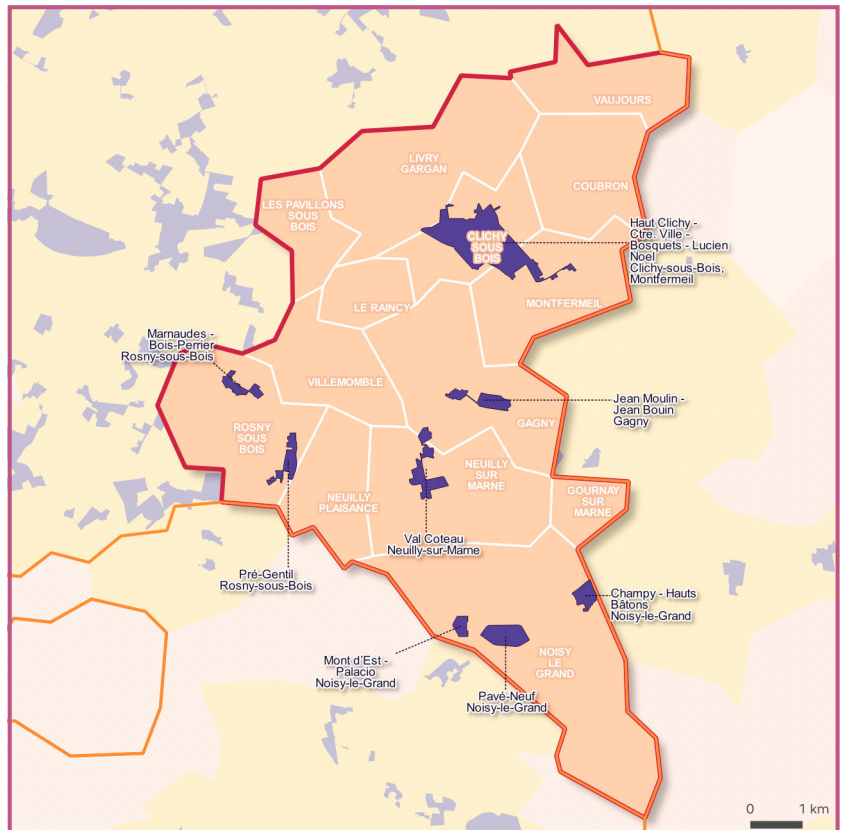 VAUJOURS
LIVRY
GARGAN
COUBRON
LES PAVILLONS
SOUS
BOIS
CLICHY
SOUS
BOIS
Haut Clichy -
Ctre. Ville -
Bosquets - Lucien
Noel
Clichy-sous-Bois,
Montfermeil
LE RAINCY
MONTFERMEIL
Marnaudes -
Bois-Perrier
Rosny-sous-Bois
VILLEMOMBLE
Jean Moulin -
Jean Bouin
Gagny
GAGNY
ROSNY
SOUS
BOIS
NEUILLY
SUR
MARNE
NEUILLY
PLAISANCE
GOURNAY
SUR
MARNE
Val Coteau
Neuilly-sur-Marne
Pré-Gentil
Rosny-sous-Bois
Champy - Hauts
Bâtons
Noisy-le-Grand
Mont d'Est -
Palacio
Noisy-le-Grand
NOISY
LE
GRAND
Pavé-Neuf
Noisy-le-Grand
0 1 km